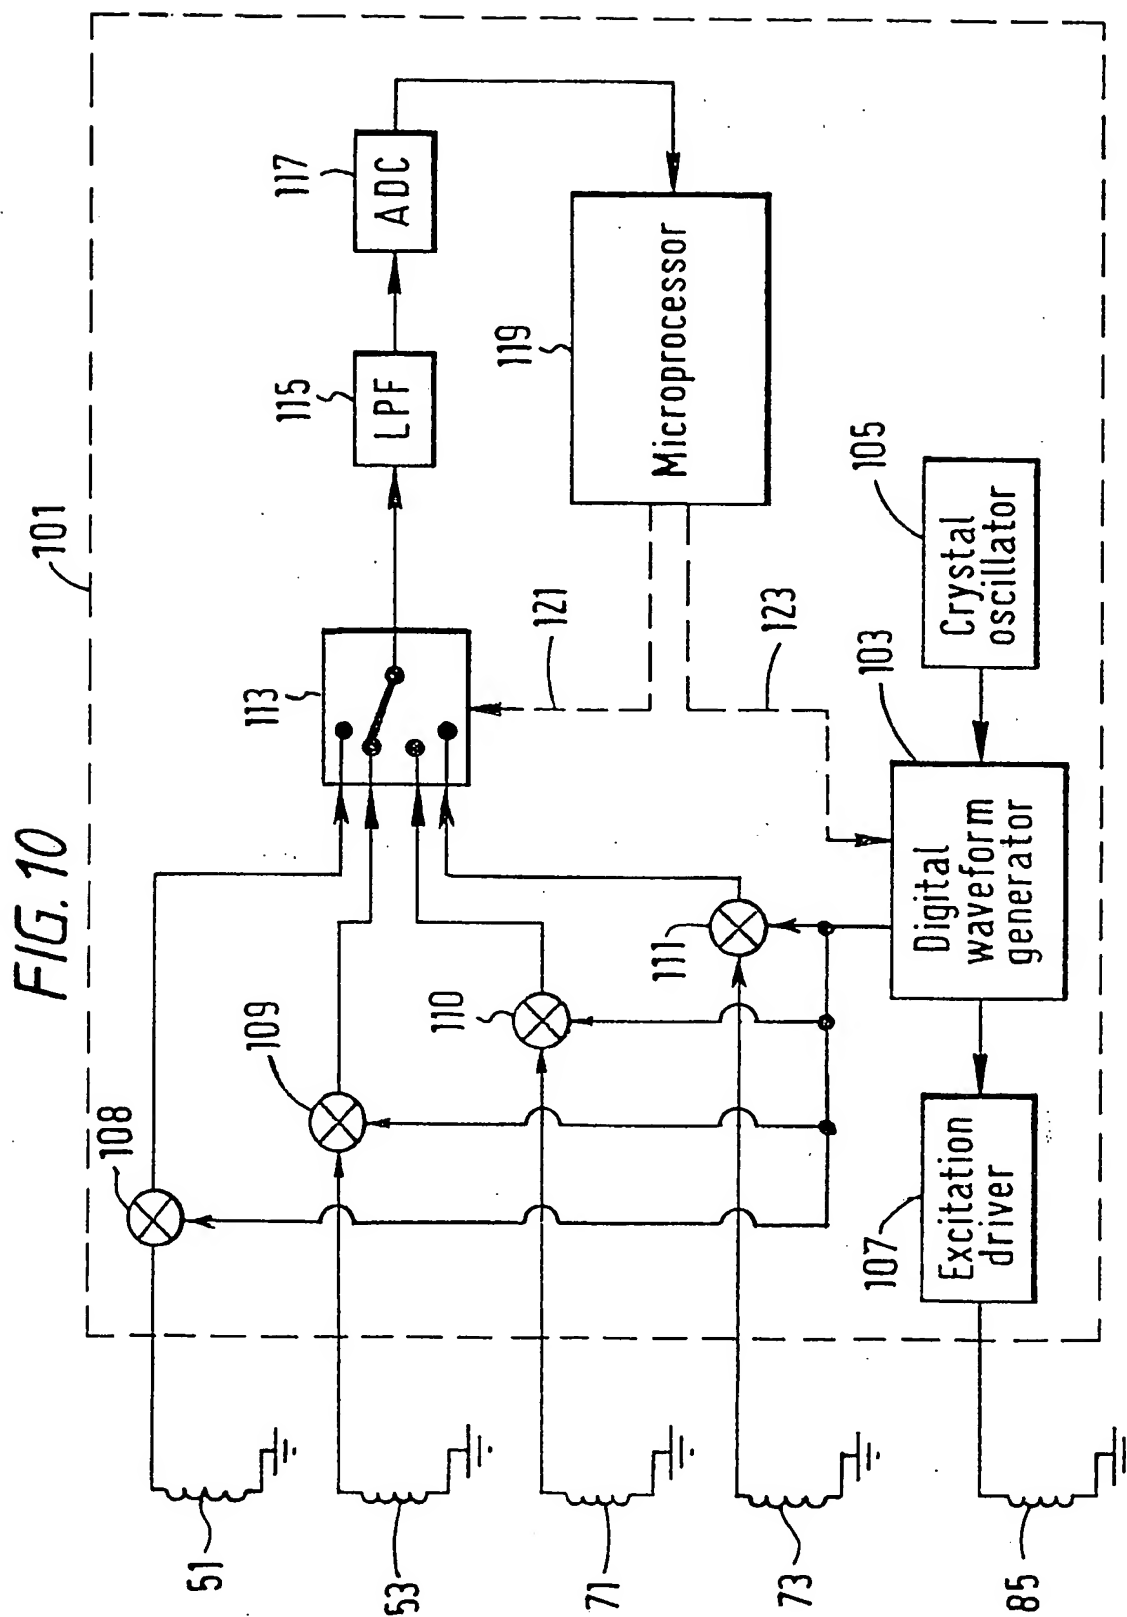 FIG. 10
101
108
109
110
111
113
115
LPF
117
ADC
119
Microprocessor
121
123
103
Digital
waveform
generator
105
Crystal
oscillator
107
Excitation
driver
51
53
71
73
85